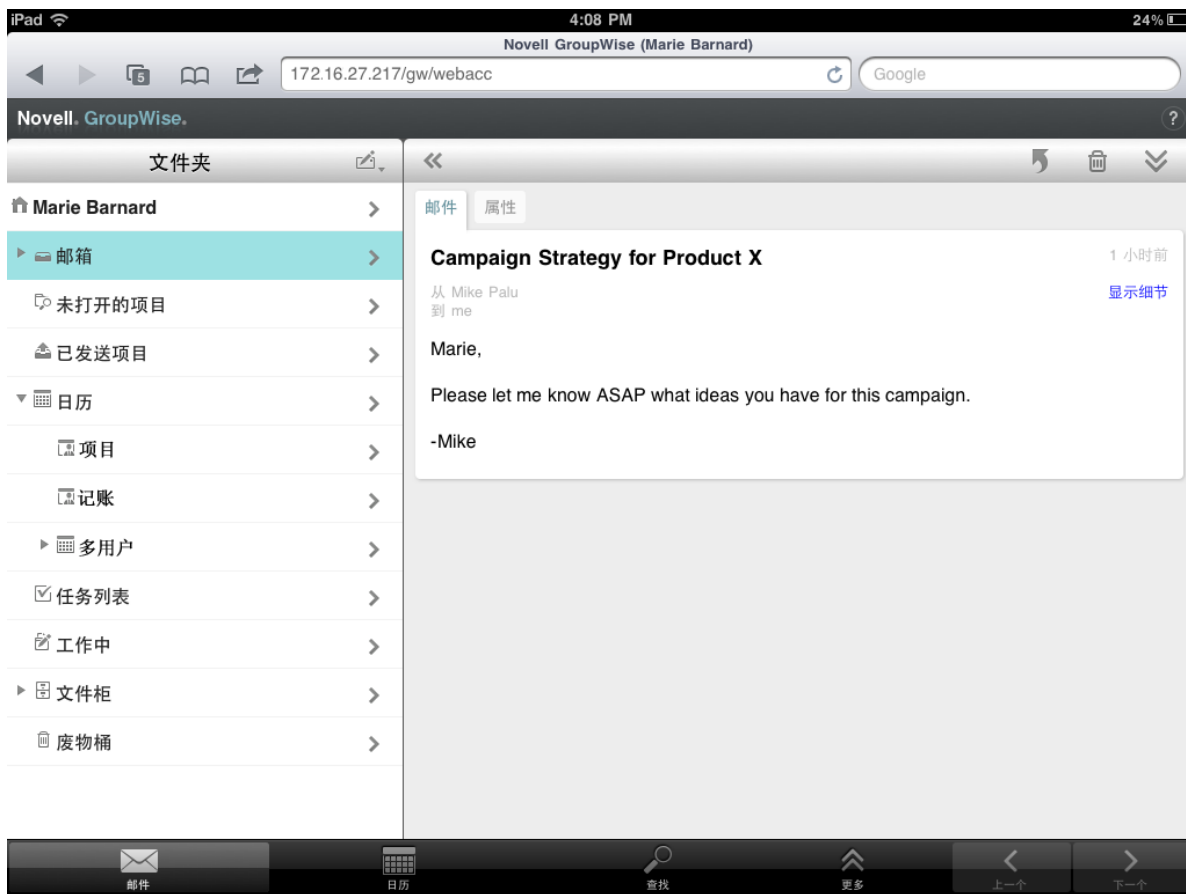 iPad 4:08 PM 24%
Novell GroupWise (Marie Barnard)
5 172.16.27.217/gw/webacc Google
Novell. GroupWise. ?
文件夹
Marie Barnard
邮箱
未打开的项目
已发送项目
日历
项目
记账
多用户
任务列表
工作中
文件柜
废物桶
邮件 属性
Campaign Strategy for Product X 1 小时前
从 Mike Palu 显示细节
到 me
Marie,
Please let me know ASAP what ideas you have for this campaign.
-Mike
邮件 日历 查找 更多 上一个 下一个